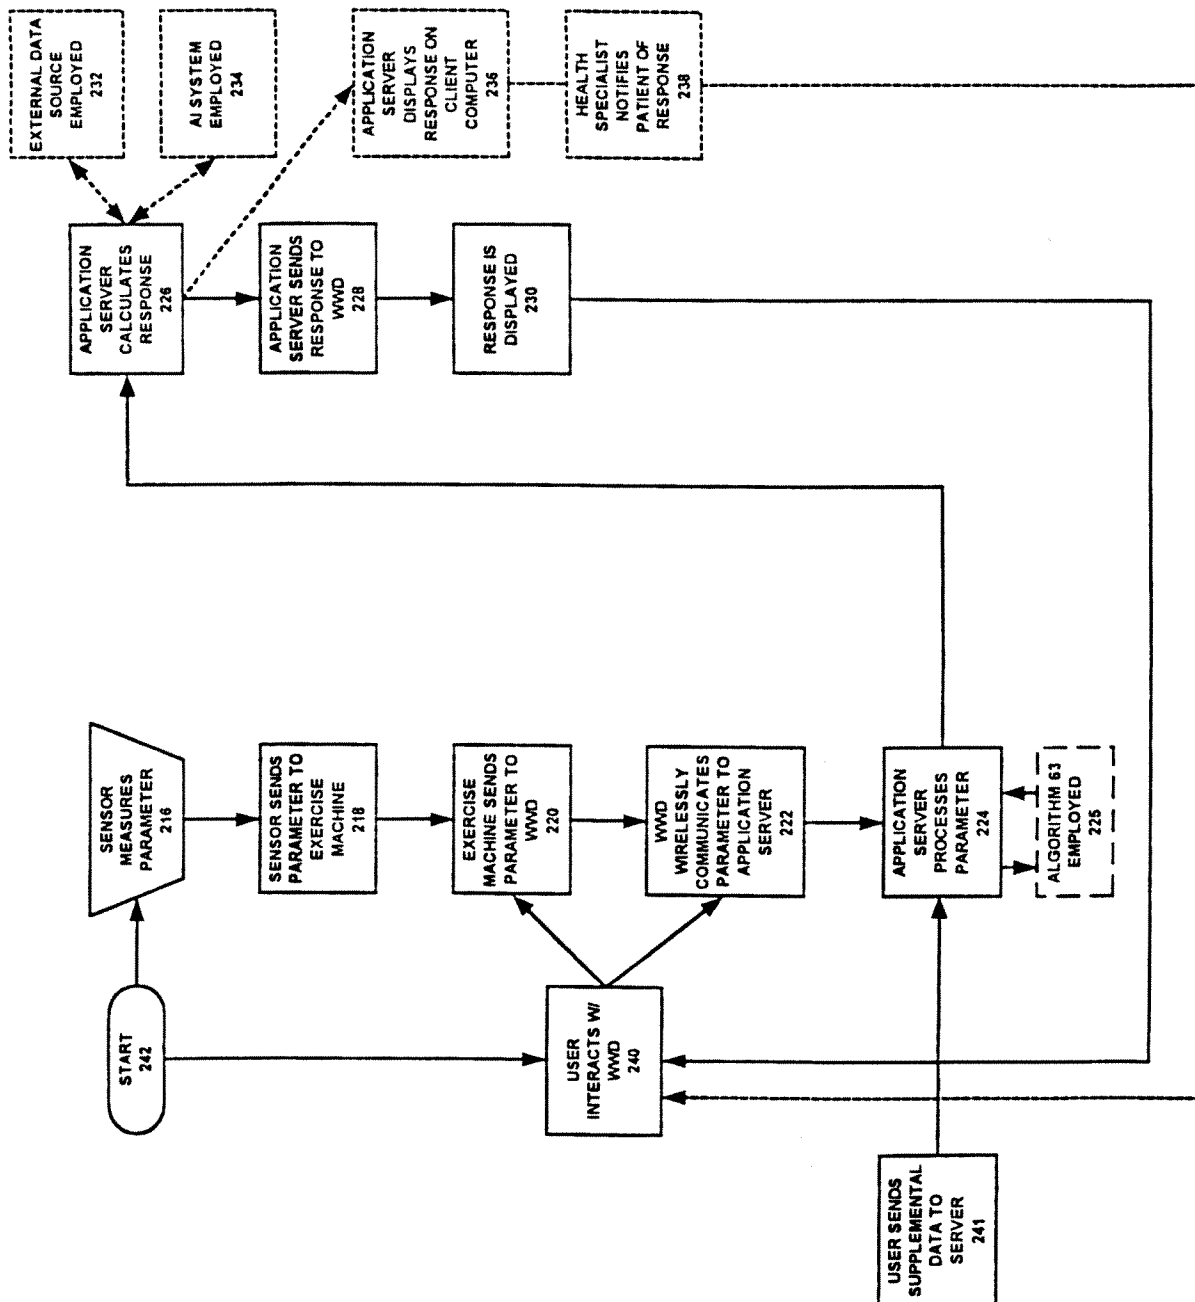 START
242
SENSOR
MEASURES
PARAMETER
216
SENSOR SENDS
PARAMETER TO
EXERCISE
MACHINE
218
EXERCISE
MACHINE SENDS
PARAMETER TO
WWD
220
WWD
WIRELESSLY
COMMUNICATES
PARAMETER TO
APPLICATION
SERVER
222
APPLICATION
SERVER
PROCESSES
PARAMETER
224
ALGORITHM 63
EMPLOYED
225
USER
INTERACTS W/
WWD
240
USER SENDS
SUPPLEMENTAL
DATA TO
SERVER
241
APPLICATION
SERVER
CALCULATES
RESPONSE
226
APPLICATION
SERVER SENDS
RESPONSE TO
WWD
228
RESPONSE IS
DISPLAYED
230
EXTERNAL DATA
SOURCE
EMPLOYED
232
AI SYSTEM
EMPLOYED
234
APPLICATION
SERVER
DISPLAYS
RESPONSE ON
CLIENT
COMPUTER
236
HEALTH
SPECIALIST
NOTIFIES
PATIENT OF
RESPONSE
238